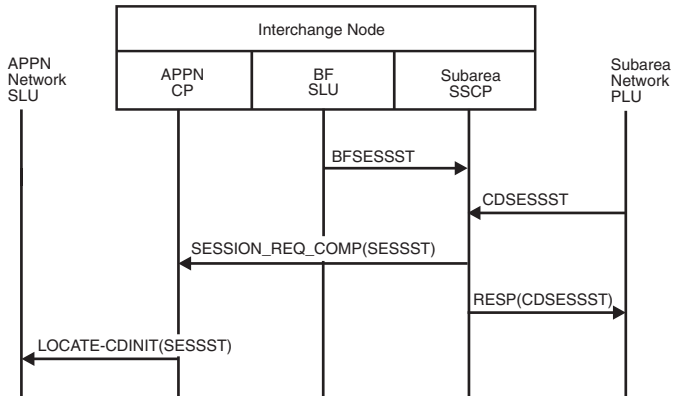 Interchange Node
APPN
Network
SLU
APPN
CP
BF
SLU
Subarea
SSCP
Subarea
Network
PLU
BFSESSST
CDSESSST
SESSION_REQ_COMP(SESSST)
RESP(CDSESSST)
LOCATE-CDINIT(SESSST)